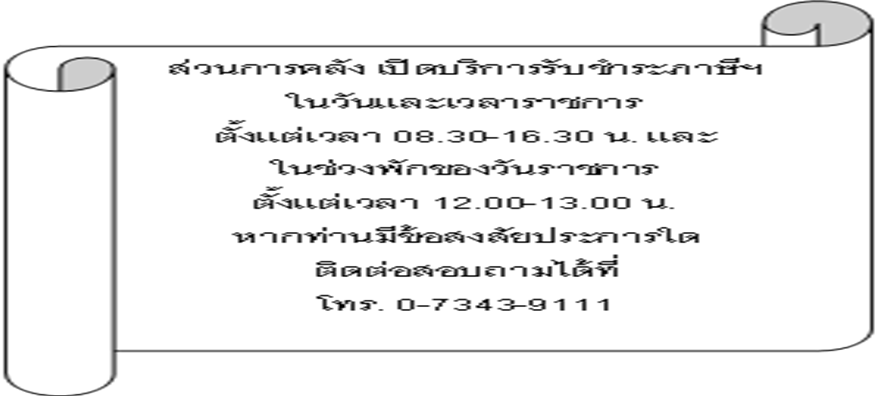 ส่วนการคลัง เปิดบริการรับชำระภาษีฯ
ในวันและเวลาราชการ
ตั้งแต่เวลา 08.30-16.30 น. และ
ในช่วงพักของวันราชการ
ตั้งแต่เวลา 12.00-13.00 น.
หากท่านมีข้อสงสัยประการใด
ติดต่อสอบถามได้ที่
โทร. 0-7343-9111